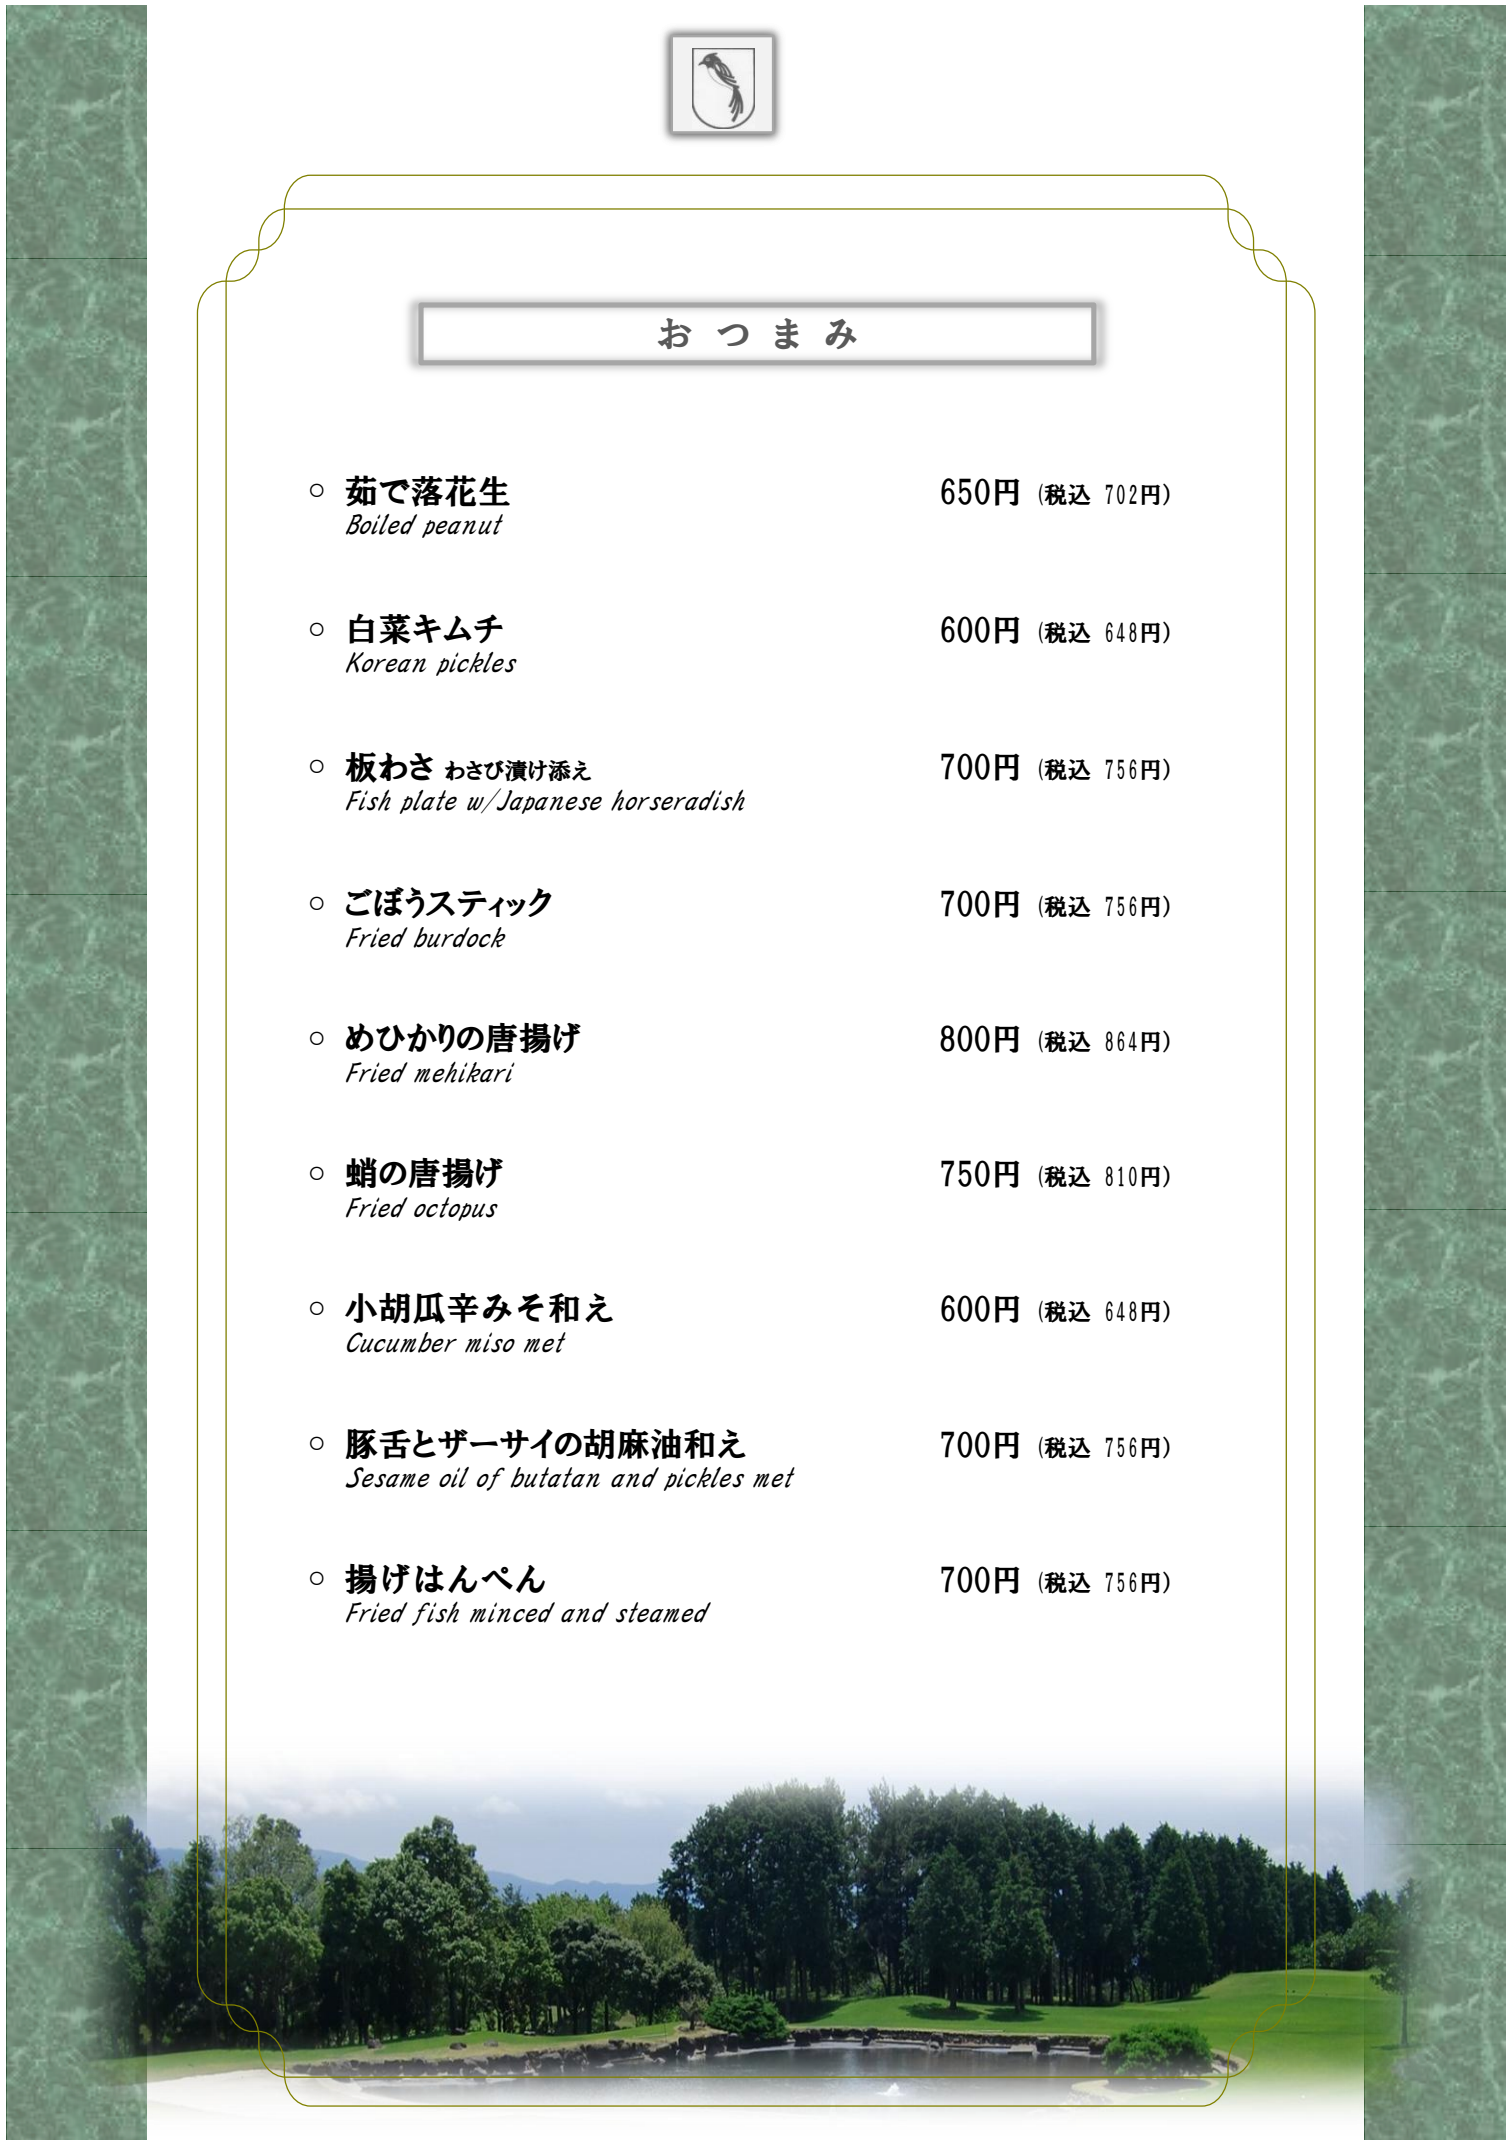 おつまみ
○ 茹で落花生 650円 (税込 702円)
Boiled peanut
○ 白菜キムチ 600円 (税込 648円)
Korean pickles
○ 板わさ わさび漬け添え 700円 (税込 756円)
Fish plate w/Japanese horseradish
○ ごぼうスティック 700円 (税込 756円)
Fried burdock
○ めひかりの唐揚げ 800円 (税込 864円)
Fried mehikari
○ 蛸の唐揚げ 750円 (税込 810円)
Fried octopus
○ 小胡瓜辛みそ和え 600円 (税込 648円)
Cucumber miso met
○ 豚舌とザーサイの胡麻油和え 700円 (税込 756円)
Sesame oil of butatan and pickles met
○ 揚げはんぺん 700円 (税込 756円)
Fried fish minced and steamed